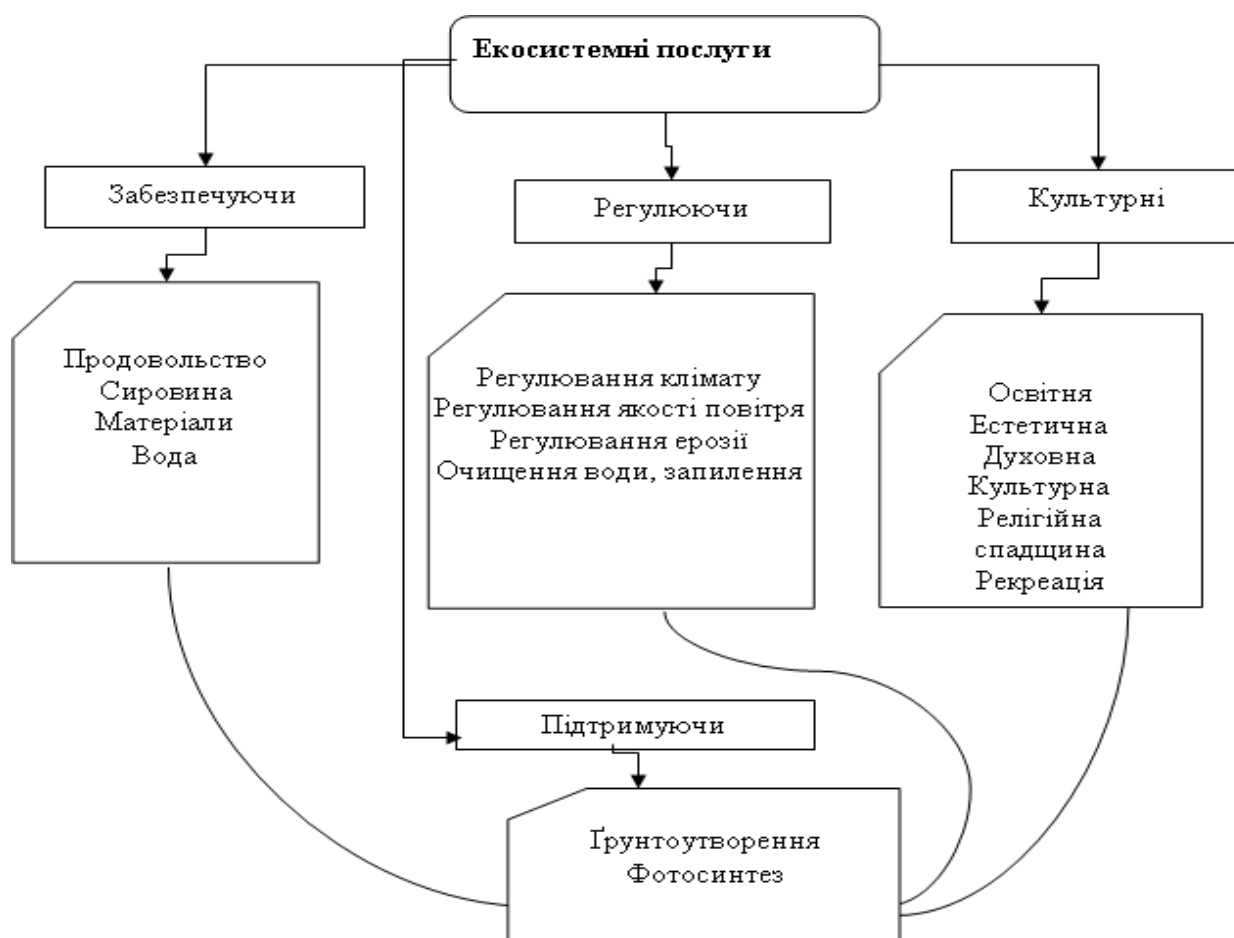 Екосистемні послуги
Забезпечуючи
Регулюючи
Культурні
Продовольство
Сировина
Матеріали
Вода
Регулювання клімату
Регулювання якості повітря
Регулювання ерозії
Очищення води, запилення
Освітня
Естетична
Духовна
Культурна
Релігійна
спадщина
Рекреація
Підтримуючи
Ґрунтоутворення
Фотосинтез